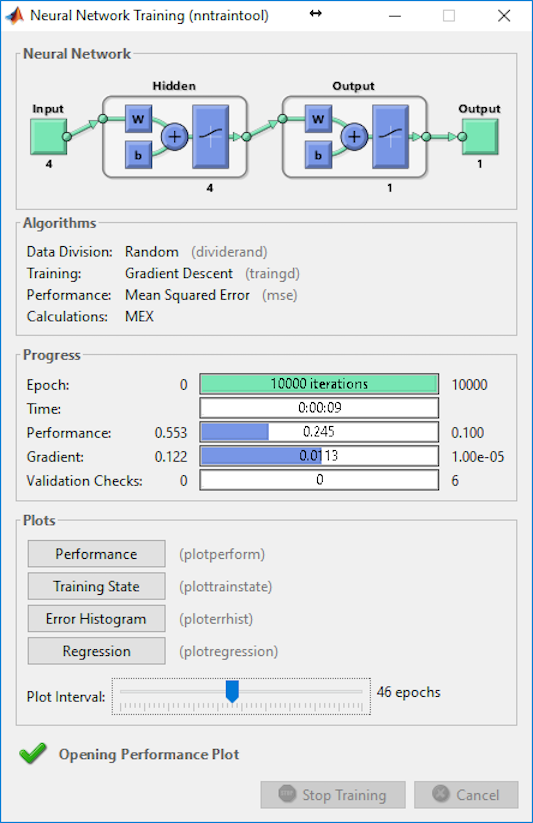 Neural Network Training (nntraintool)
Neural Network
Hidden
Output
Input
Output
W
b
+
W
b
+
4
4
1
1
Algorithms
Data Division: Random (dividerand)
Training: Gradient Descent (traingd)
Performance: Mean Squared Error (mse)
Calculations: MEX
Progress
Epoch: 0 10000 iterations 10000
Time: 0:00:09
Performance: 0.553 0.245 0.100
Gradient: 0.122 0.0113 1.00e-05
Validation Checks: 0 0 6
Plots
Performance (plotperform)
Training State (plottrainstate)
Error Histogram (ploterrhist)
Regression (plotregression)
Plot Interval: 46 epochs
Opening Performance Plot
Stop Training Cancel